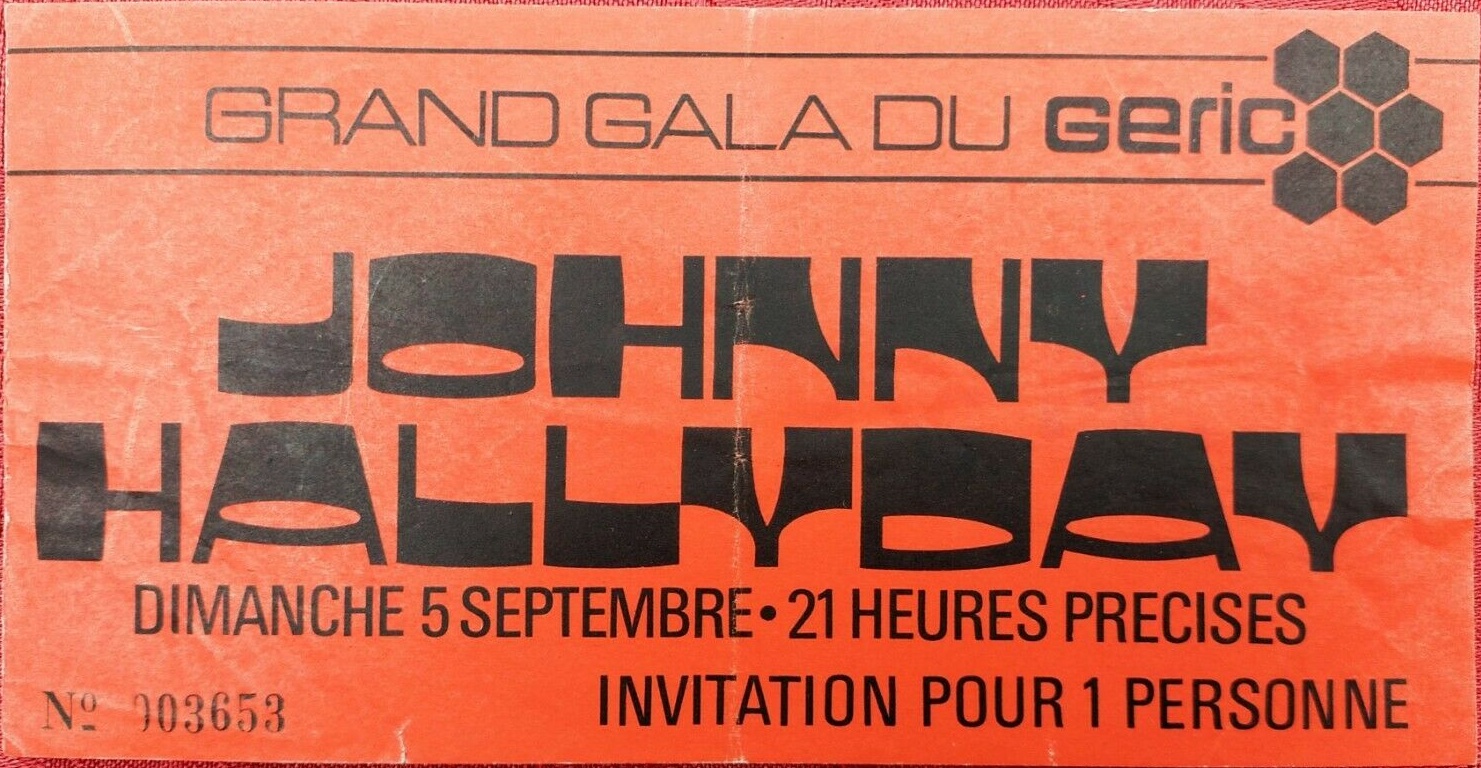 GRAND GALA DU Geric
JOHNNY
HALLYDAY
DIMANCHE 5 SEPTEMBRE • 21 HEURES PRECISES
INVITATION POUR 1 PERSONNE
Nº 003653